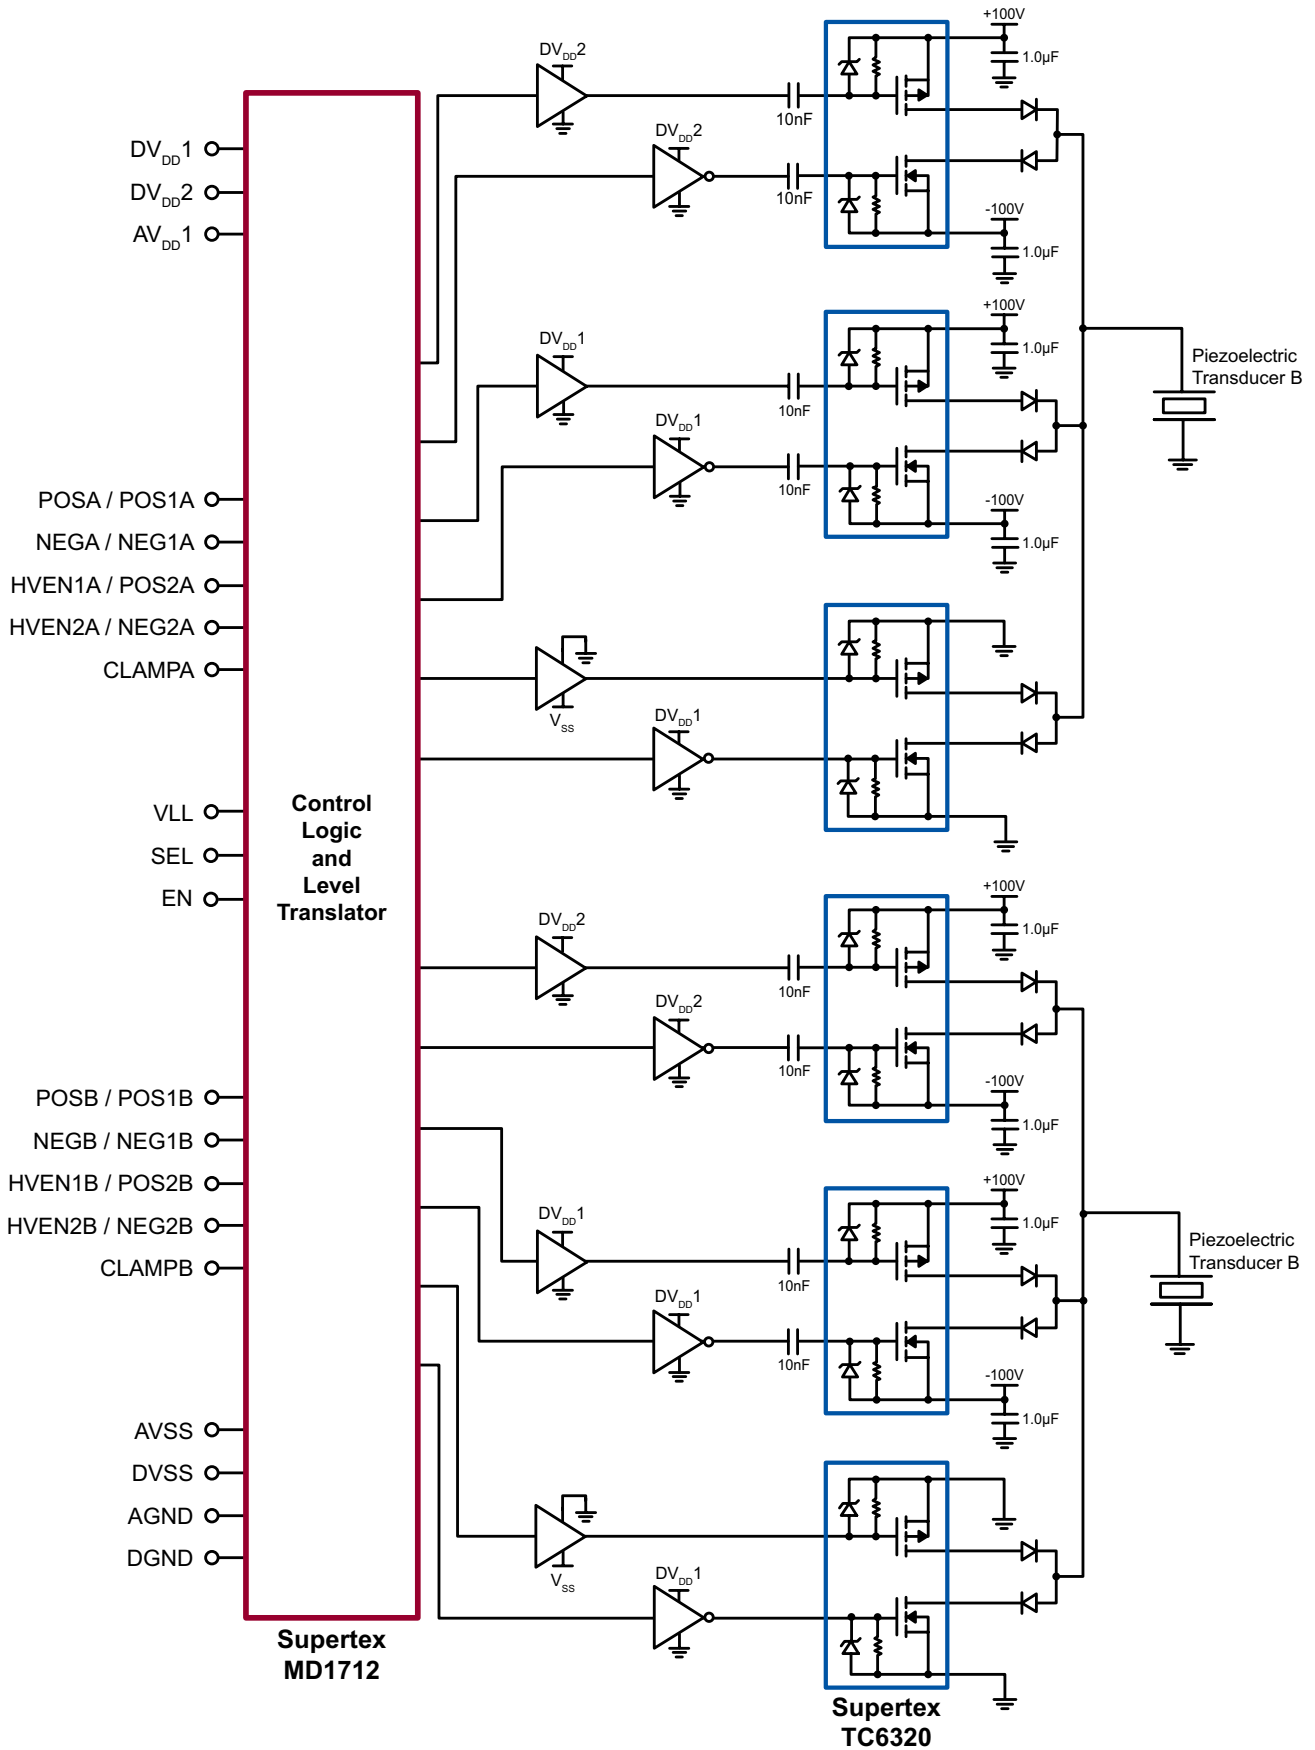 +100V
DVDD2
1.0µF
10nF
DVDD2
DVDD1
DVDD2
AVDD1
10nF
-100V
1.0µF
+100V
DVDD1
1.0µF
Piezoelectric
Transducer B
10nF
DVDD1
10nF
-100V
1.0µF
POSA / POS1A
NEGA / NEG1A
HVEN1A / POS2A
HVEN2A / NEG2A
CLAMPA
VSS
DVDD1
VLL
SEL
EN
Control
Logic
and
Level
Translator
+100V
DVDD2
1.0µF
10nF
DVDD2
10nF
-100V
1.0µF
POSB / POS1B
NEGB / NEG1B
HVEN1B / POS2B
HVEN2B / NEG2B
CLAMPB
+100V
DVDD1
1.0µF
Piezoelectric
Transducer B
10nF
DVDD1
10nF
-100V
1.0µF
AVSS
DVSS
AGND
DGND
VSS
DVDD1
Supertex
MD1712
Supertex
TC6320